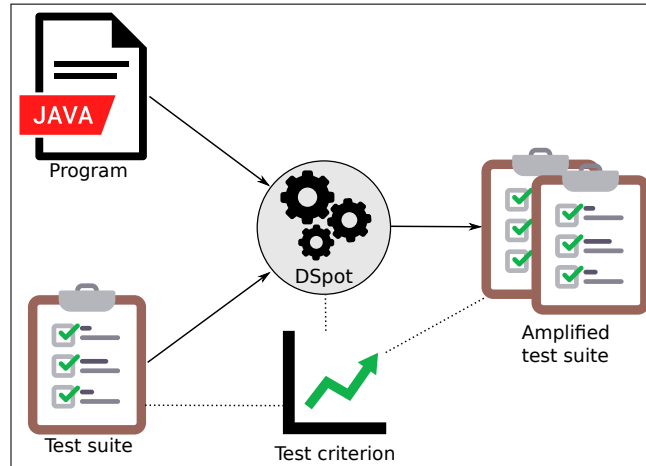 JAVA
Program
DSpot
Amplified
test suite
Test suite
Test criterion